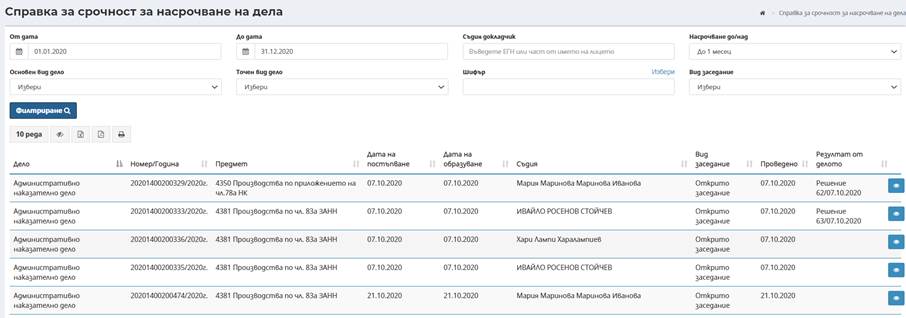 Справка за срочност за насрочване на дела
Справка за срочност за насрочване на дела
От дата
До дата
Съдия докладчик
Насрочване до/над
01.01.2020
31.12.2020
Въведете ЕГН или част от името на лицето
До 1 месец
Основен вид дело
Точен вид дело
Шифър
Избери
Вид заседание
Избери
Избери
Избери
Филтриране
10 реда
Дело
Номер/Година
Предмет
Дата на постъпване
Дата на образуване
Съдия
Вид заседание
Проведено
Резултат от делото
Административно наказателно дело
20201400200329/2020г.
4350 Производства по приложението на чл.78а НК
07.10.2020
07.10.2020
Мария Маринова Маринова Иванова
Открито заседание
07.10.2020
Решение 62/07.10.2020
Административно наказателно дело
20201400200333/2020г.
4381 Производства по чл. 83а ЗАНН
07.10.2020
07.10.2020
ИВАЙЛО РОСЕНОВ СТОЙЧЕВ
Открито заседание
07.10.2020
Решение 63/07.10.2020
Административно наказателно дело
20201400200336/2020г.
4381 Производства по чл. 83а ЗАНН
07.10.2020
07.10.2020
Хари Лампи Харалампиев
Открито заседание
07.10.2020
Административно наказателно дело
20201400200335/2020г.
4381 Производства по чл. 83а ЗАНН
07.10.2020
07.10.2020
ИВАЙЛО РОСЕНОВ СТОЙЧЕВ
Открито заседание
07.10.2020
Административно наказателно дело
20201400200474/2020г.
4381 Производства по чл. 83а ЗАНН
21.10.2020
21.10.2020
Мария Маринова Маринова Иванова
Открито заседание
21.10.2020